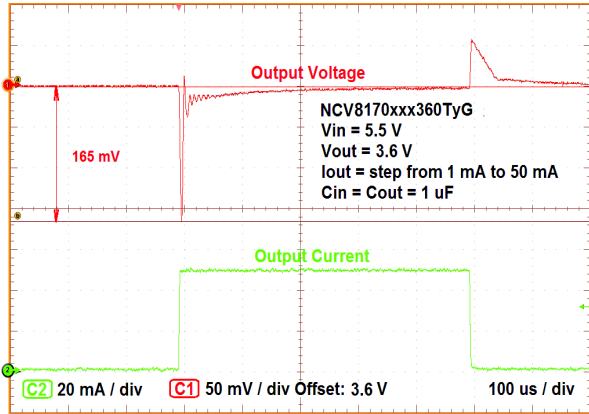 a
1
Output Voltage
NCV8170xxx360TyG
Vin = 5.5 V
Vout = 3.6 V
Iout = step from 1 mA to 50 mA
Cin = Cout = 1 uF
165 mV
b
Output Current
2
C2 20 mA / div C1 50 mV / div Offset: 3.6 V 100 us / div